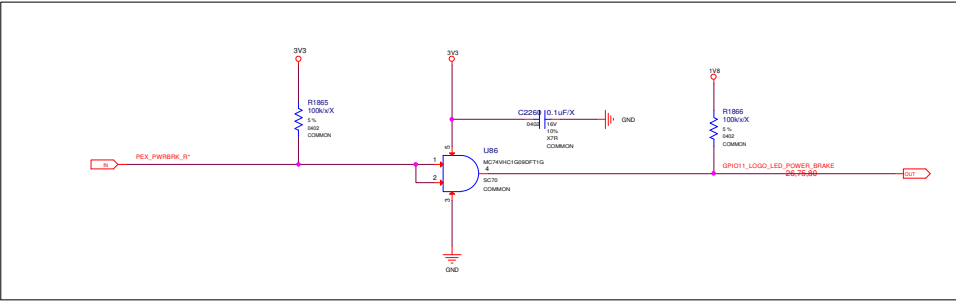 3V3
3V3
1V8
R1865
100k/x/X
5 %
0402
COMMON
C2260
0.1uF/X
0402
16V
10%
X7R
COMMON
GND
R1866
100k/x/X
5 %
0402
COMMON
PEX_PWRBRK_R*
IN
1
2
5
3
4
U86
MC74VHC1G09DFT1G
SC70
COMMON
GPIO11_LOGO_LED_POWER_BRAKE
26,75,80
OUT
GND